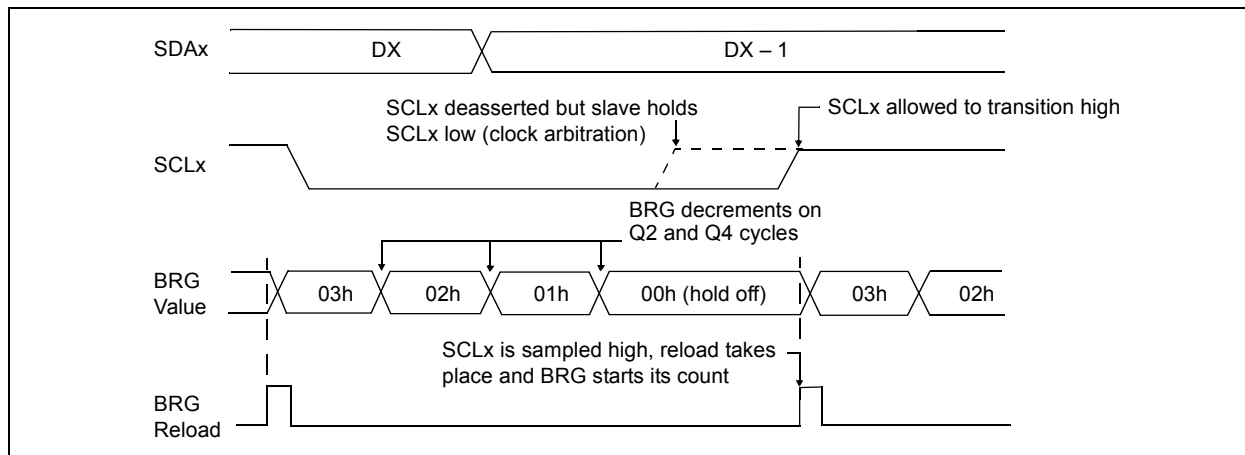 SDAx
DX
DX – 1
SCLx deasserted but slave holds
SCLx low (clock arbitration)
SCLx allowed to transition high
SCLx
BRG decrements on
Q2 and Q4 cycles
BRG
Value
03h
02h
01h
00h (hold off)
03h
02h
SCLx is sampled high, reload takes
place and BRG starts its count
BRG
Reload